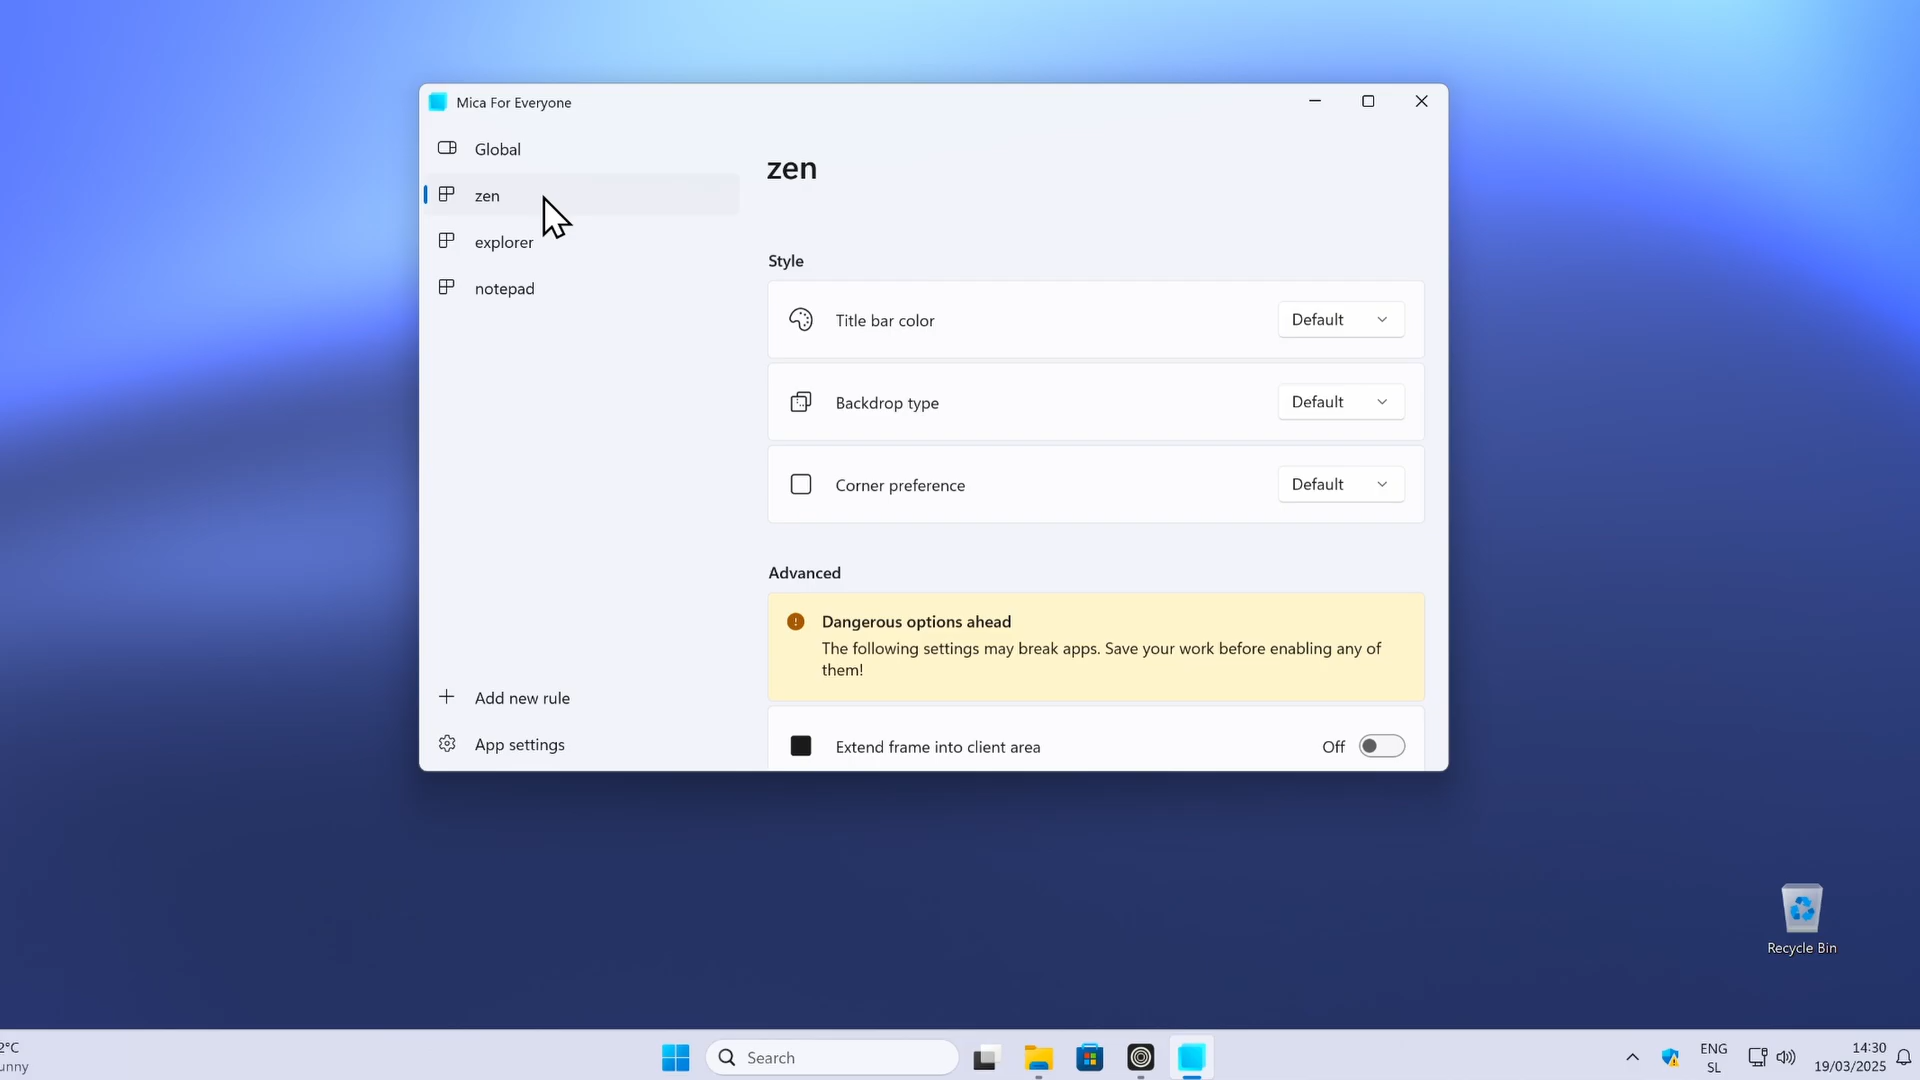 Mica For Everyone
Global
zen
explorer
notepad
Add new rule
App settings
zen
Style
Title bar color
Default
Backdrop type
Default
Corner preference
Default
Advanced
Dangerous options ahead
The following settings may break apps. Save your work before enabling any of
them!
Extend frame into client area
Off
Recycle Bin
2°C
unny
Search
ENG
SL
14:30
19/03/2025